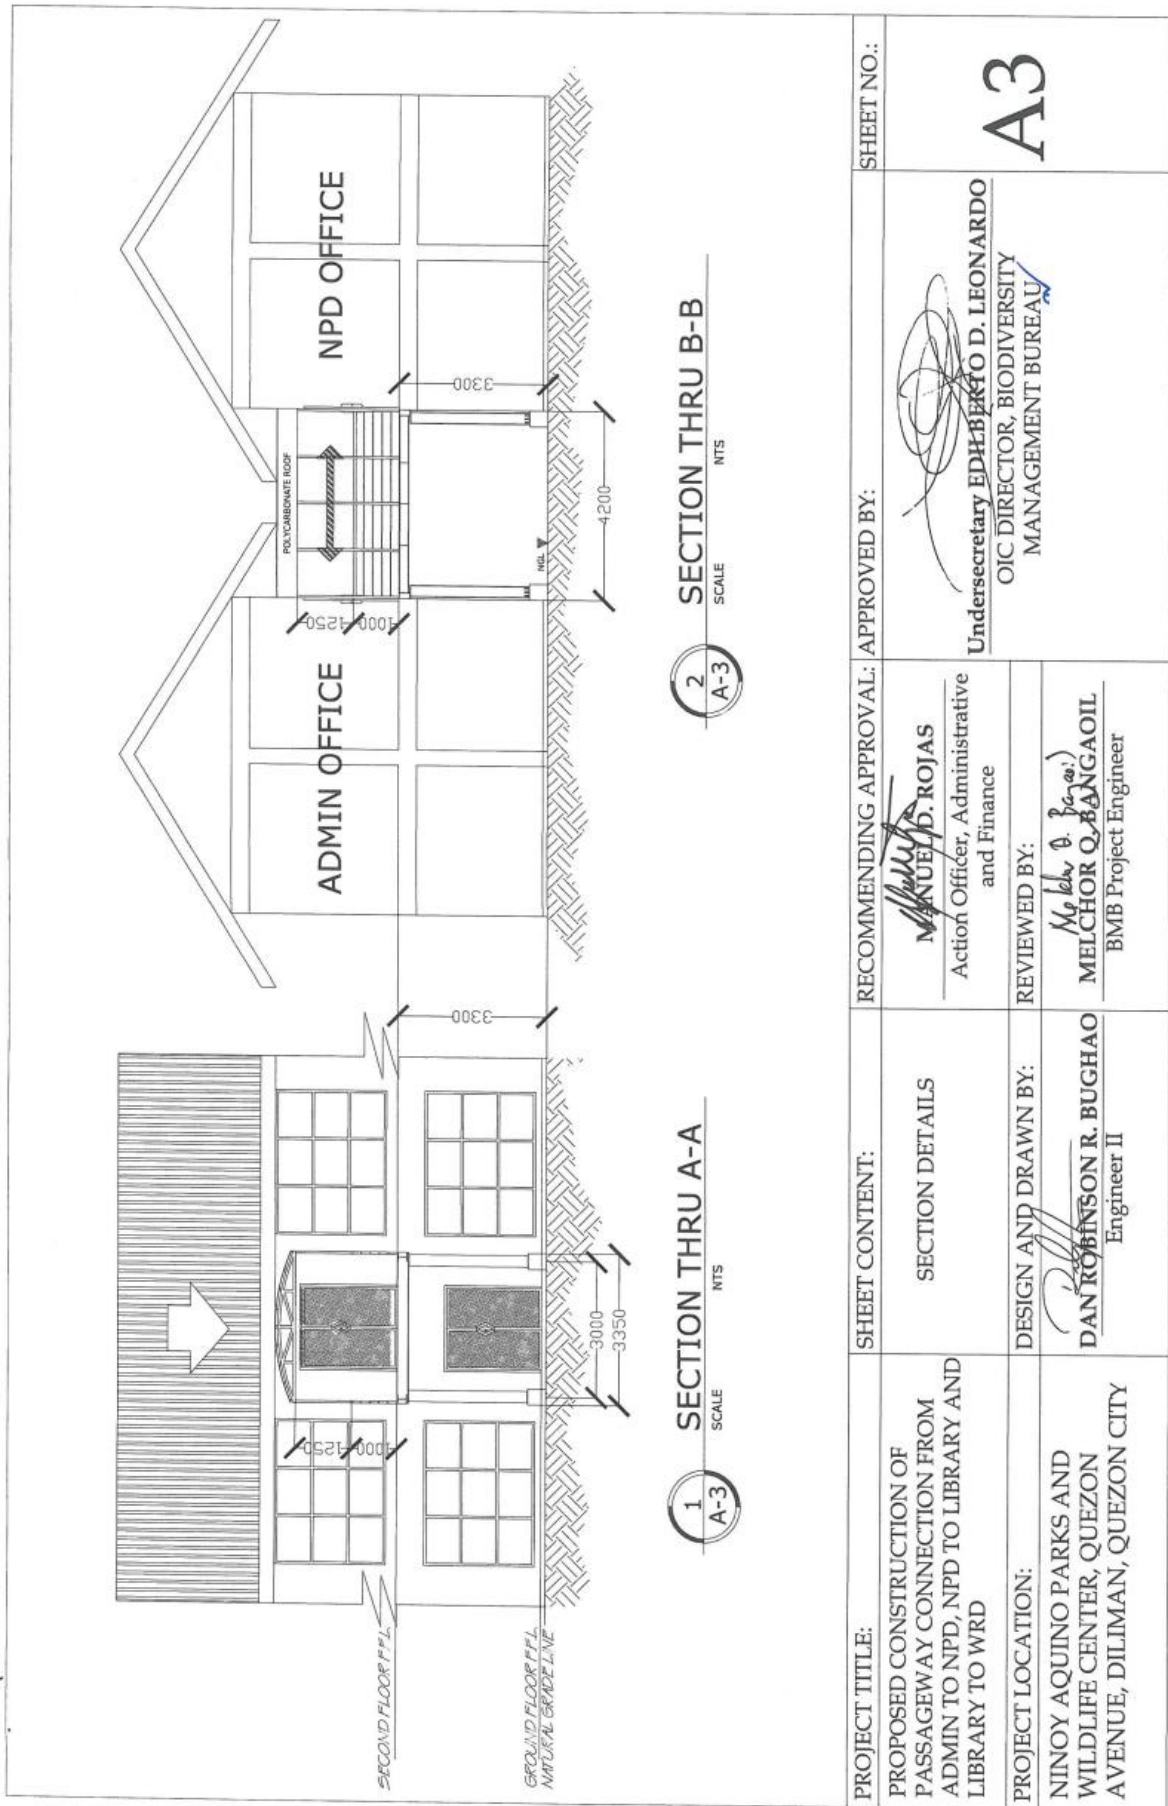 SECOND FLOOR F.F.L.
GROUND FLOOR F.F.L.
NATURAL GRADE LINE
1250
1000
3000
3350
3300
1
A-3
SECTION THRU A-A
SCALE
NTS
ADMIN OFFICE
NPD OFFICE
POLYCARBONATE ROOF
1250
1000
3300
NGL
4200
2
A-3
SECTION THRU B-B
SCALE
NTS
PROJECT TITLE:
PROPOSED CONSTRUCTION OF
PASSAGEWAY CONNECTION FROM
ADMIN TO NPD, NPD TO LIBRARY AND
LIBRARY TO WRD
PROJECT LOCATION:
NINOY AQUINO PARKS AND
WILDLIFE CENTER, QUEZON
AVENUE, DILIMAN, QUEZON CITY
SHEET CONTENT:
SECTION DETAILS
DESIGN AND DRAWN BY:
DAN ROBINSON R. BUGHAO
Engineer II
RECOMMENDING APPROVAL:
MANUEL D. ROJAS
Action Officer, Administrative
and Finance
REVIEWED BY:
MELCHOR Q. BANGAOIL
BMB Project Engineer
APPROVED BY:
Undersecretary EDILBERTO D. LEONARDO
OIC DIRECTOR, BIODIVERSITY
MANAGEMENT BUREAU
SHEET NO.:
A3